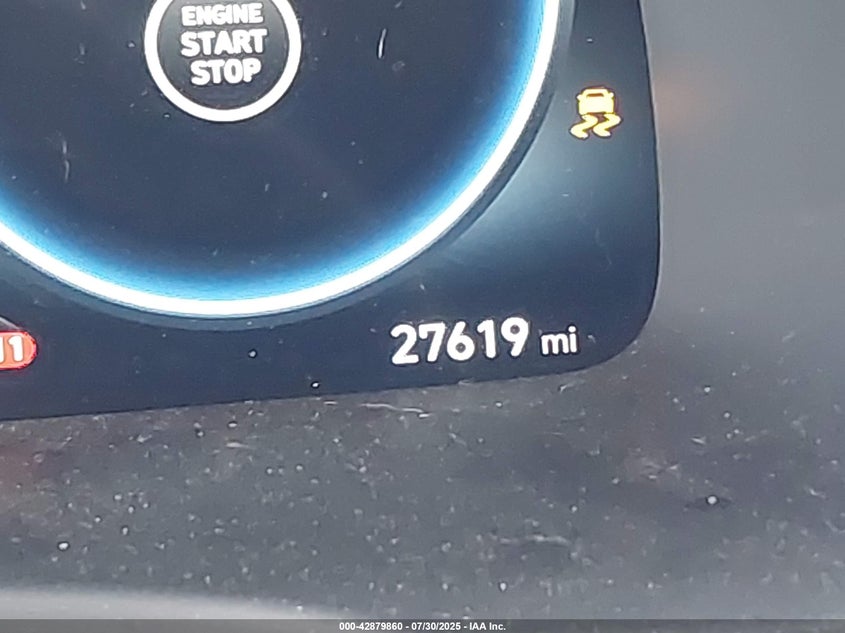 ENGINE
START
STOP
27619 mi
000-42879860 - 07/30/2025 - IAA Inc.